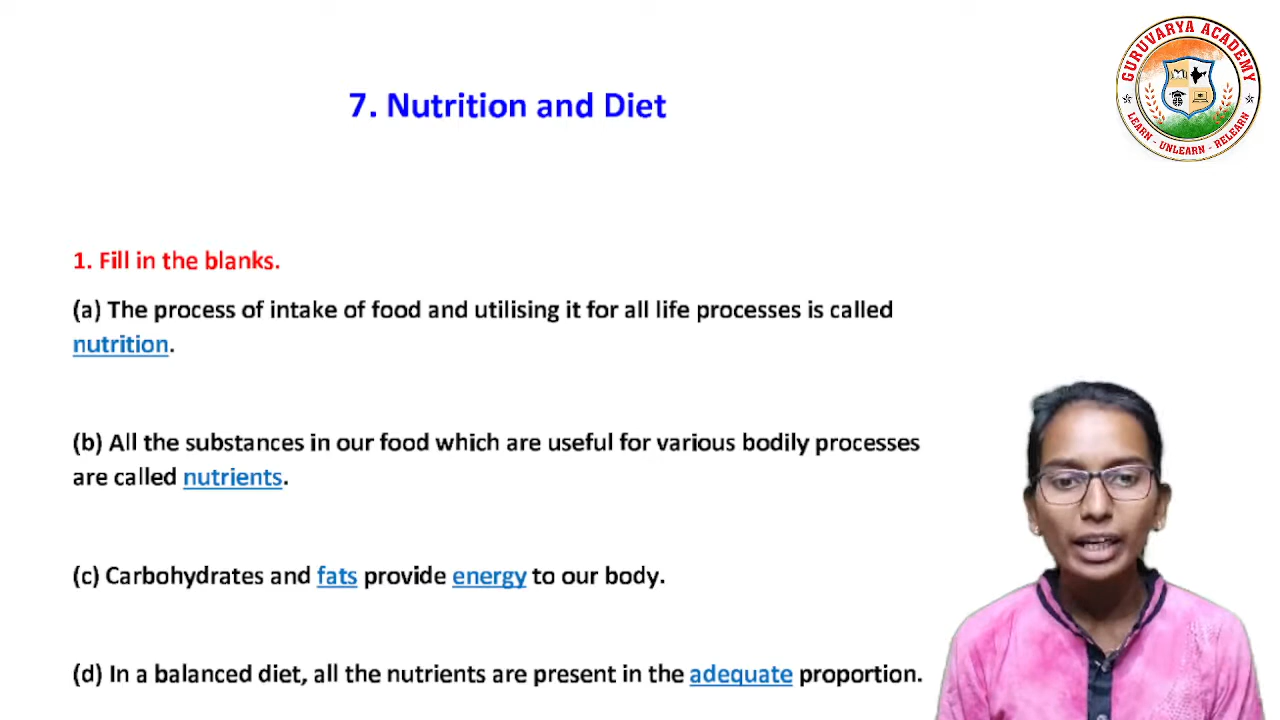 GURUVARYA ACADEMY
LEARN - UNLEARN - RELEARN
7. Nutrition and Diet
1. Fill in the blanks.
(a) The process of intake of food and utilising it for all life processes is called
nutrition.
(b) All the substances in our food which are useful for various bodily processes
are called nutrients.
(c) Carbohydrates and fats provide energy to our body.
(d) In a balanced diet, all the nutrients are present in the adequate proportion.